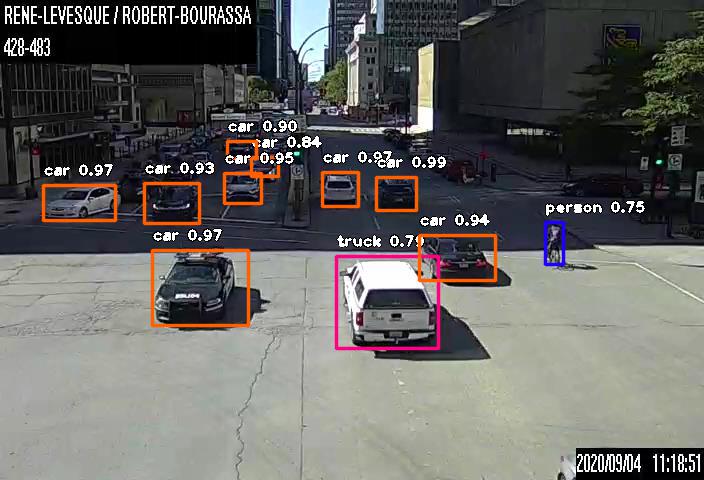 RENE-LEVESQUE / ROBERT-BOURASSA
428-483
car 0.90
car 0.84
car 0.95
car 0.97
car 0.93
car 0.97
car 0.99
person 0.75
car 0.94
car 0.97
truck 0.79
POLICE
RBC
2020/09/04 11:18:51